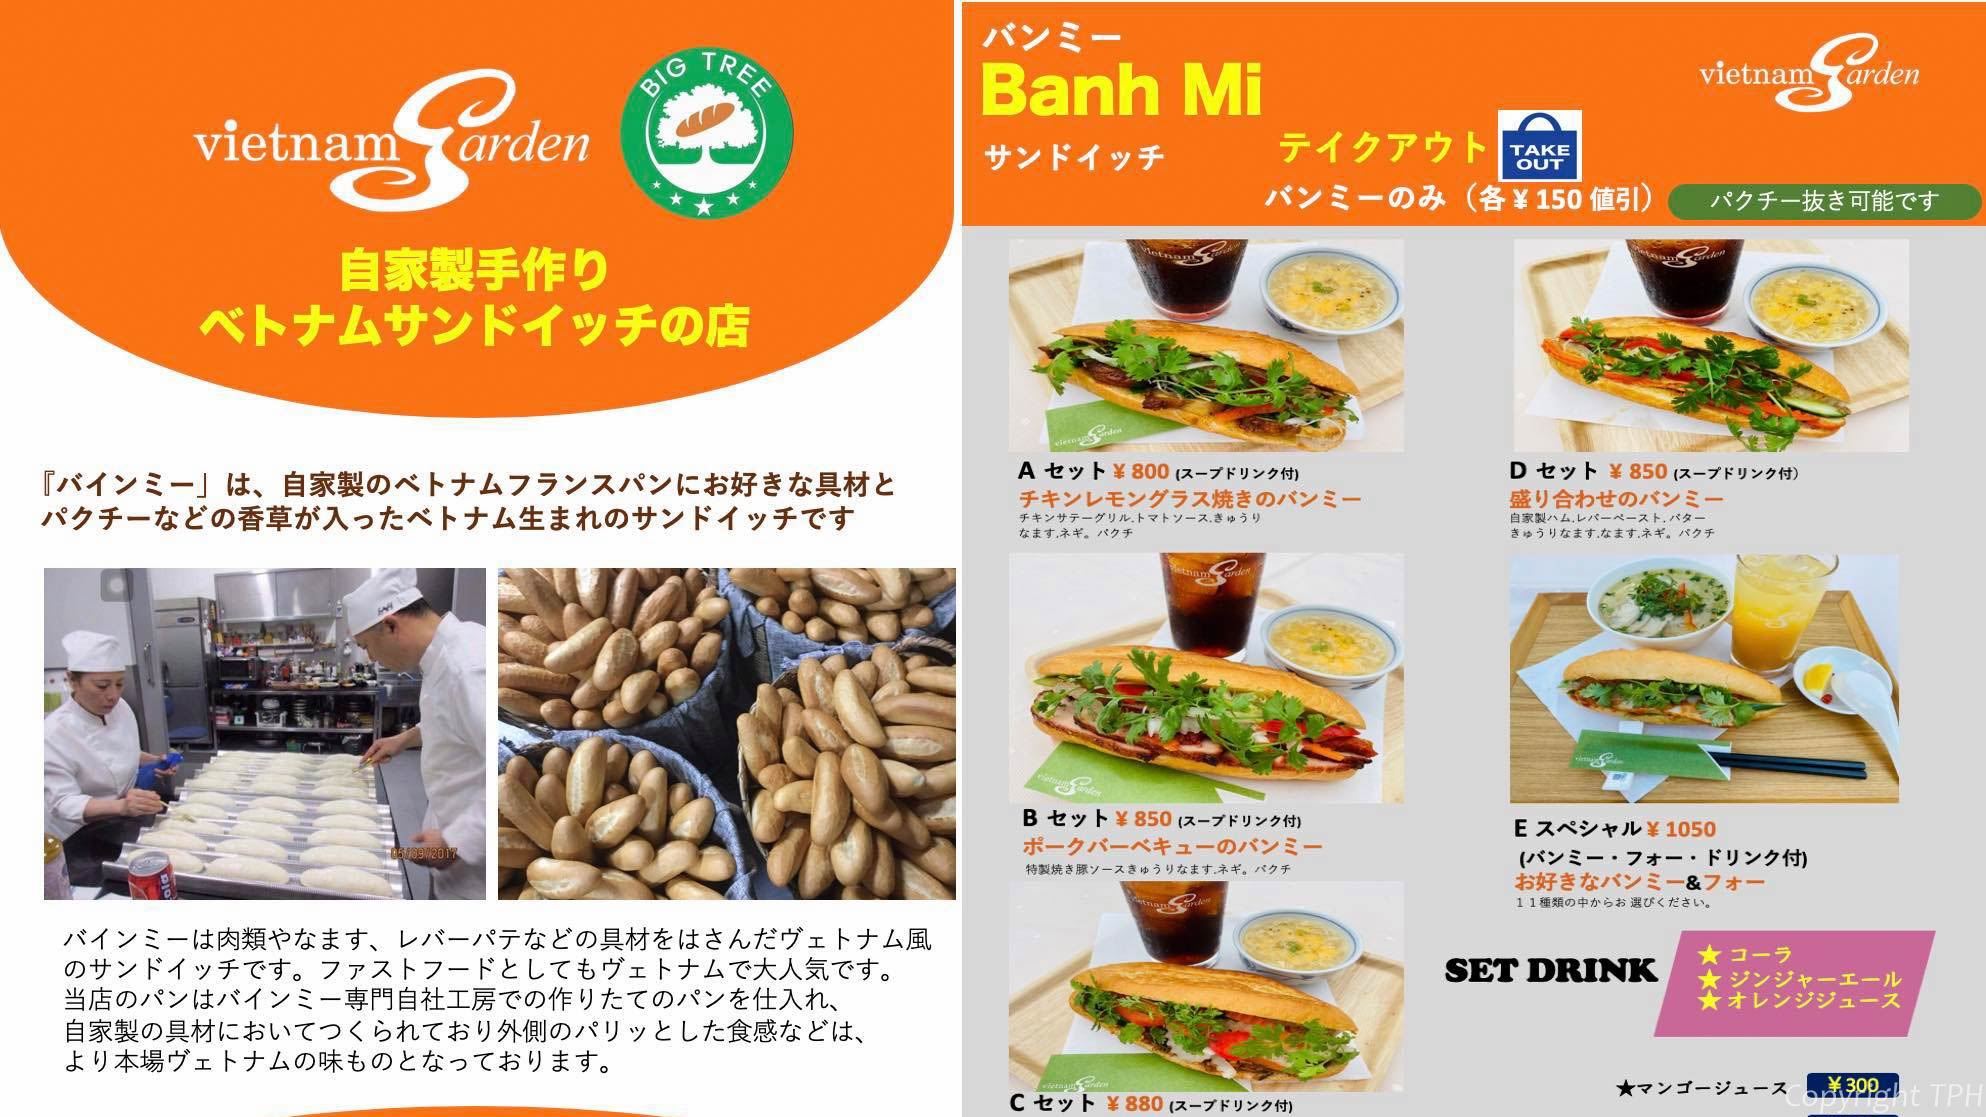 vietnam Garden
BIG TREE
自家製手作り
ベトナムサンドイッチの店
『バインミー」は、自家製のベトナムフランスパンにお好きな具材と
パクチーなどの香草が入ったベトナム生まれのサンドイッチです
05/09/2017
バインミーは肉類やなます、レバーパテなどの具材をはさんだヴェトナム風
のサンドイッチです。ファストフードとしてもヴェトナムで大人気です。
当店のパンはバインミー専門自社工房での作りたてのパンを仕入れ、
自家製の具材においてつくられており外側のパリッとした食感などは、
より本場ヴェトナムの味ものとなっております。
バンミー
Banh Mi
サンドイッチ
vietnam Garden
テイクアウト
TAKE OUT
バンミーのみ（各¥150 値引）
パクチー抜き可能です
A セット ¥800 (スープドリンク付)
チキンレモングラス焼きのバンミー
チキンサテーグリル.トマトソース.きゅうり
なます.ネギ。パクチ
B セット ¥850 (スープドリンク付)
ポークバーベキューのバンミー
特製焼き豚ソースきゅうりなます.ネギ。パクチ
C セット ¥880 (スープドリンク付)
D セット ¥850 (スープドリンク付）
盛り合わせのバンミー
自家製ハム.レバーペースト. バター
きゅうりなます.なます.ネギ。パクチ
E スペシャル ¥1050
(バンミー・フォー・ドリンク付)
お好きなバンミー&フォー
１１種類の中からお 選びください。
SET DRINK
★ コーラ
★ ジンジャーエール
★ オレンジジュース
★マンゴージュース ¥300
Copyright TPH